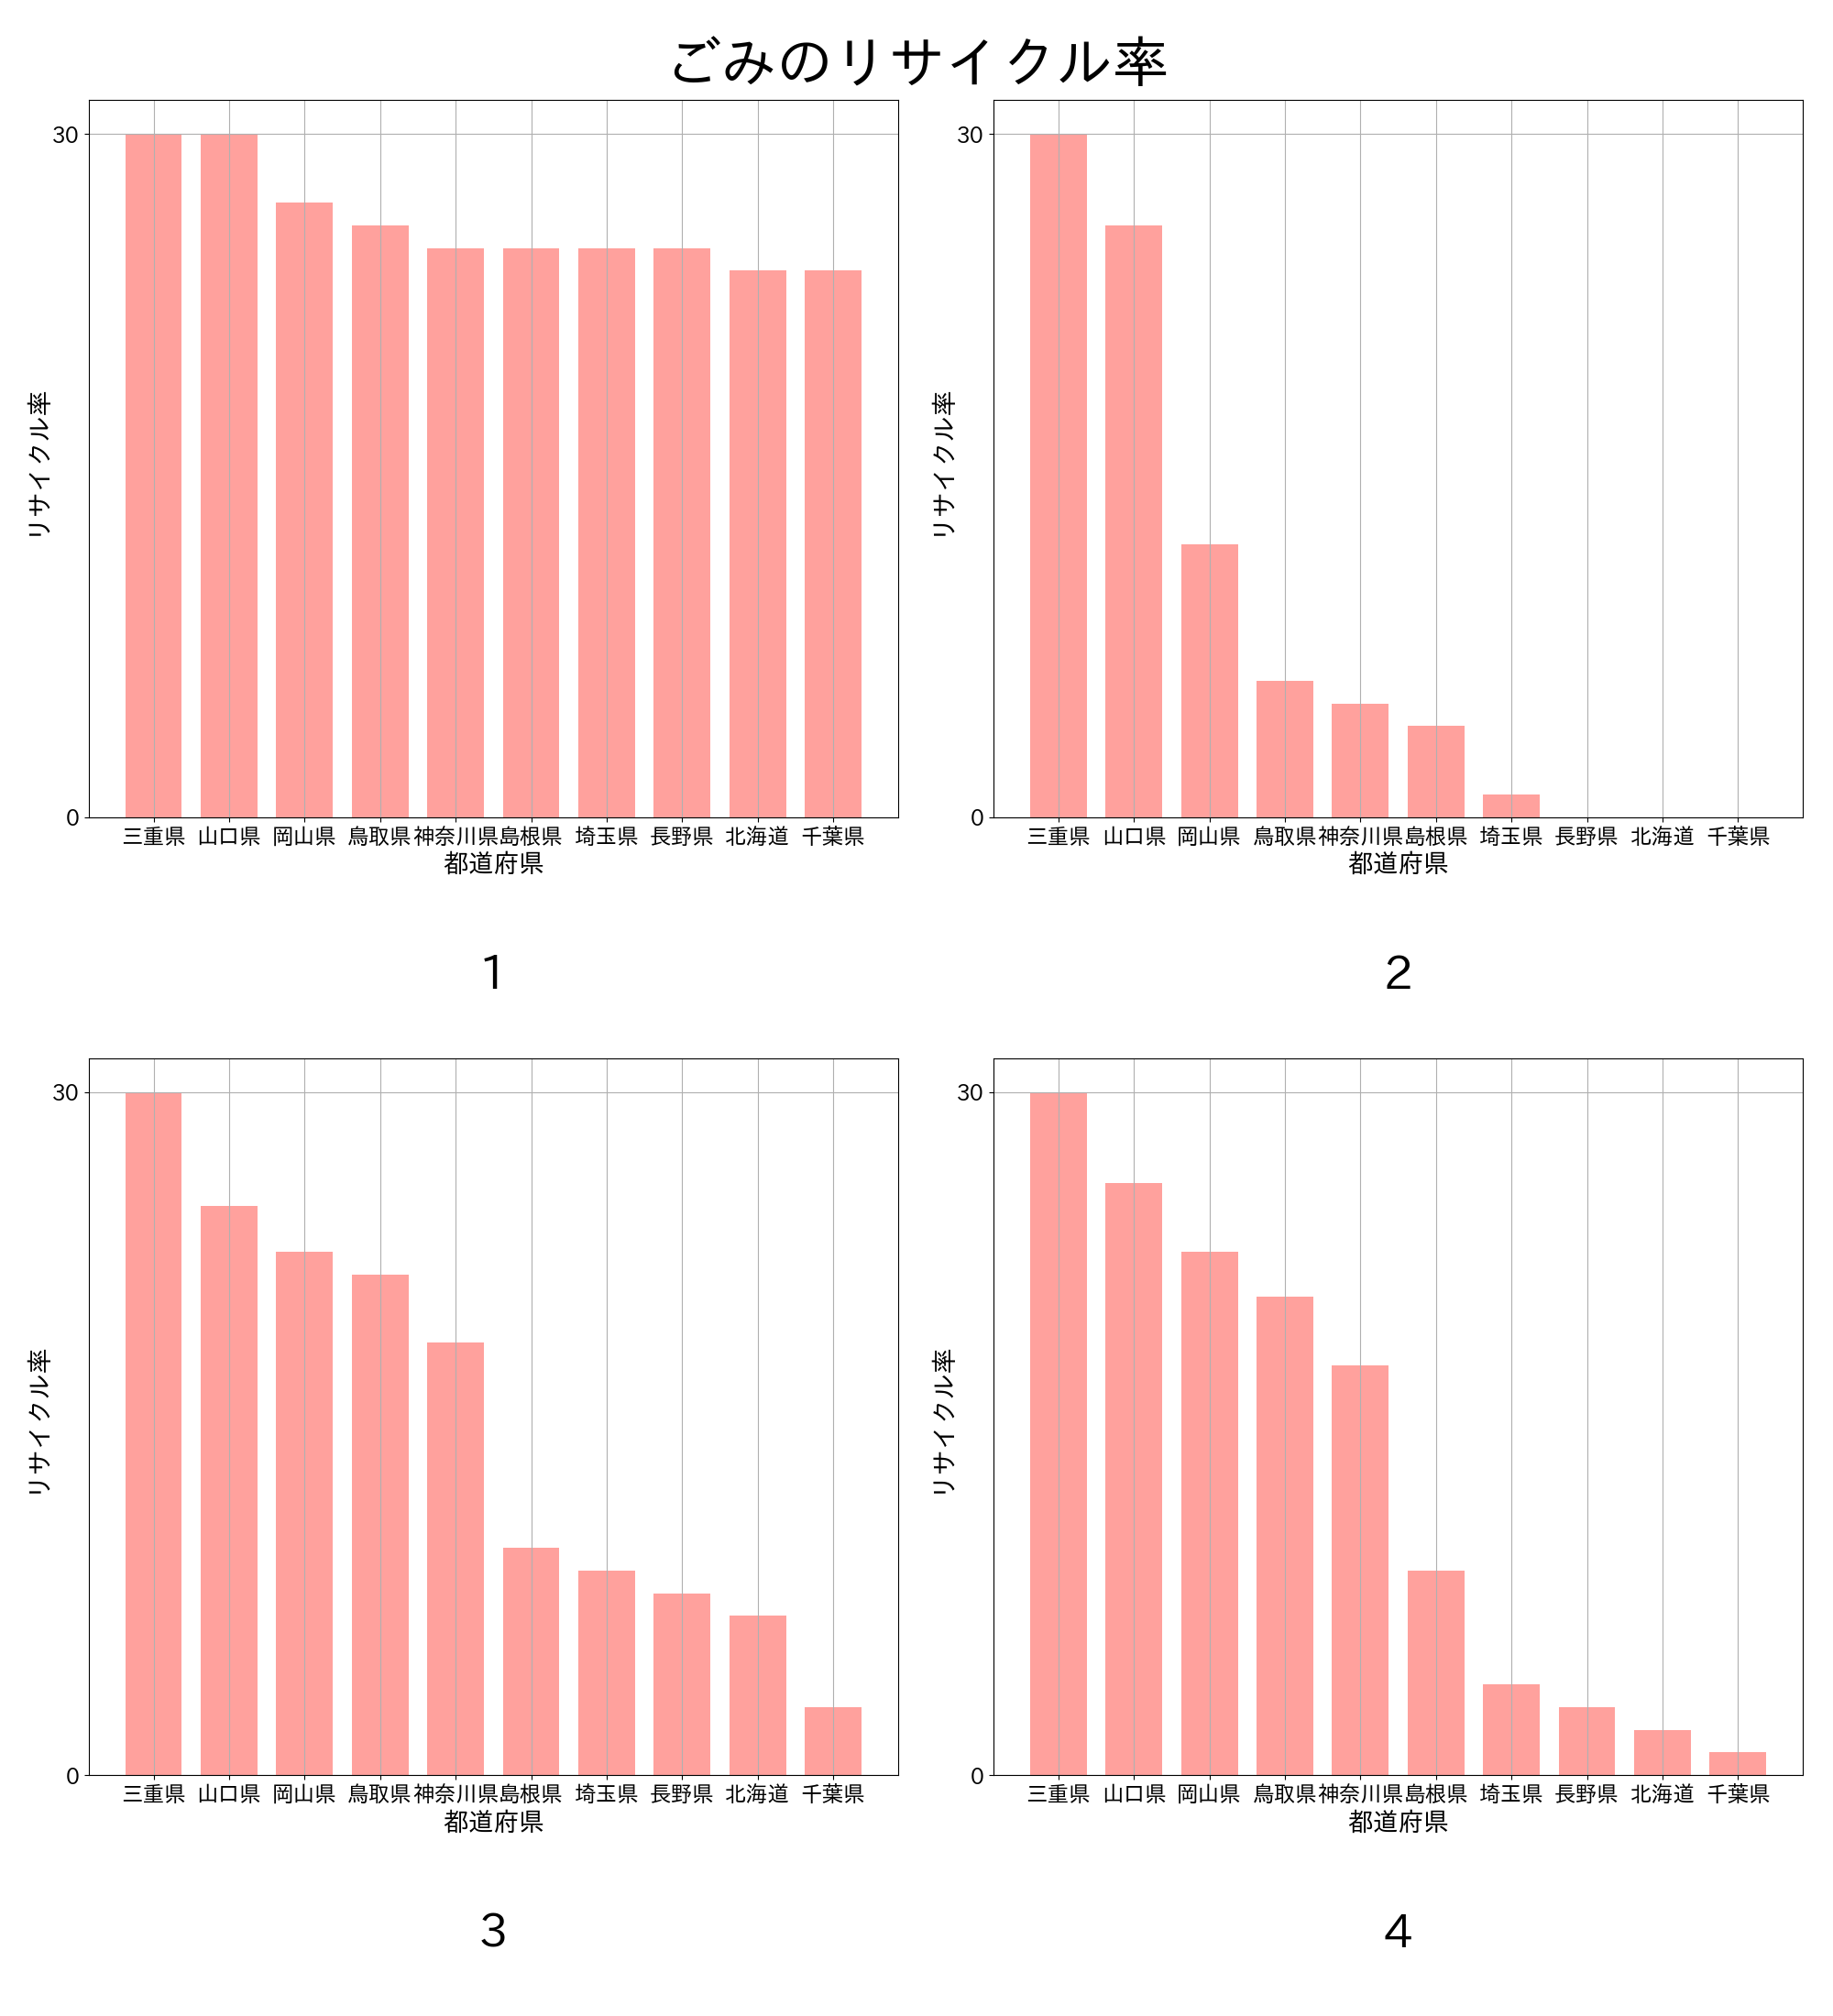 ごみのリサイクル率
30
0
リサイクル率
三重県 山口県 岡山県 鳥取県 神奈川県 島根県 埼玉県 長野県 北海道 千葉県
都道府県
1
30
0
リサイクル率
三重県 山口県 岡山県 鳥取県 神奈川県 島根県 埼玉県 長野県 北海道 千葉県
都道府県
2
30
0
リサイクル率
三重県 山口県 岡山県 鳥取県 神奈川県 島根県 埼玉県 長野県 北海道 千葉県
都道府県
3
30
0
リサイクル率
三重県 山口県 岡山県 鳥取県 神奈川県 島根県 埼玉県 長野県 北海道 千葉県
都道府県
4